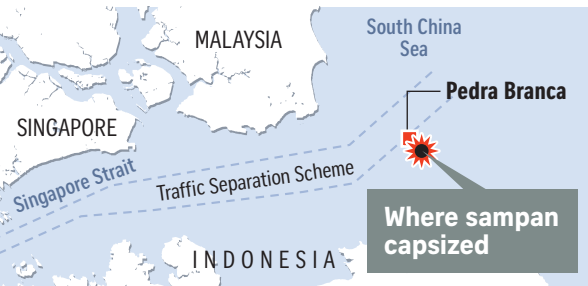 MALAYSIA
South China
Sea
Pedra Branca
SINGAPORE
Singapore Strait
Traffic Separation Scheme
Where sampan
capsized
INDONESIA